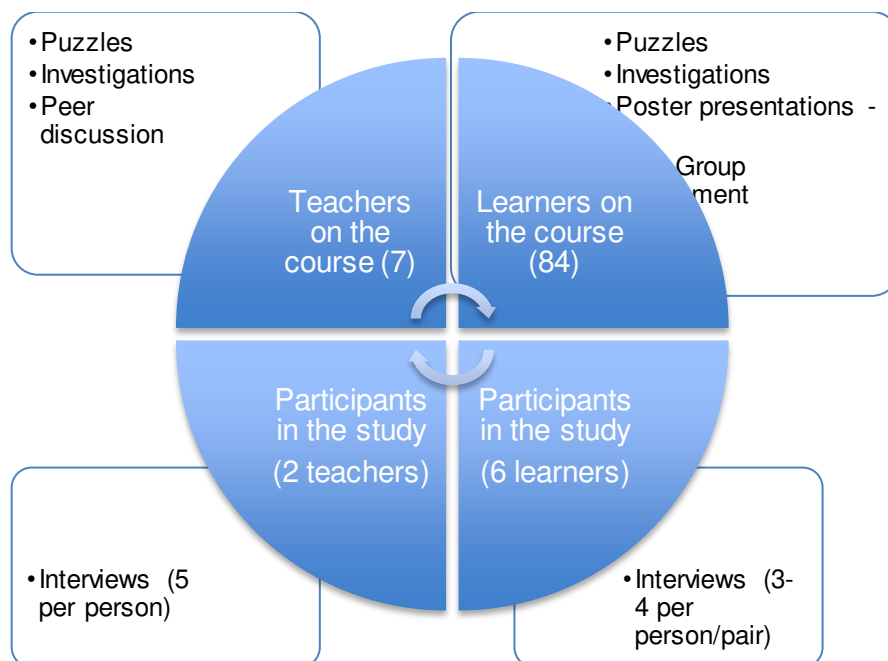 •Puzzles
•Investigations
•Peer
discussion
•Puzzles
•Investigations
•Poster presentations -
Group
Teachers
on the
course (7)
Learners on
the course
(84)
Participants
in the study
(2 teachers)
Participants
in the study
(6 learners)
•Interviews (5
per person)
•Interviews (3-
4 per
person/pair)